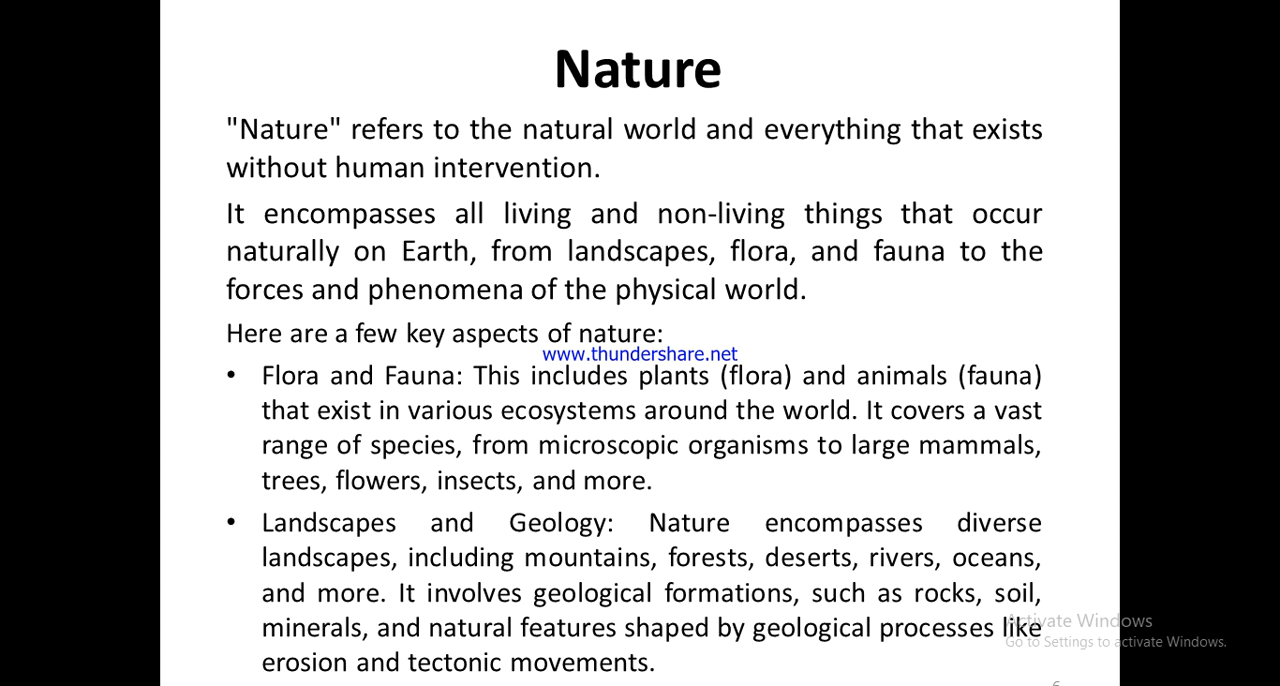 Nature
"Nature" refers to the natural world and everything that exists
without human intervention.
It encompasses all living and non-living things that occur
naturally on Earth, from landscapes, flora, and fauna to the
forces and phenomena of the physical world.
Here are a few key aspects of nature:
www.thundershare.net
• Flora and Fauna: This includes plants (flora) and animals (fauna)
that exist in various ecosystems around the world. It covers a vast
range of species, from microscopic organisms to large mammals,
trees, flowers, insects, and more.
• Landscapes and Geology: Nature encompasses diverse
landscapes, including mountains, forests, deserts, rivers, oceans,
and more. It involves geological formations, such as rocks, soil,
minerals, and natural features shaped by geological processes like
erosion and tectonic movements.
Activate Windows
Go to Settings to activate Windows.